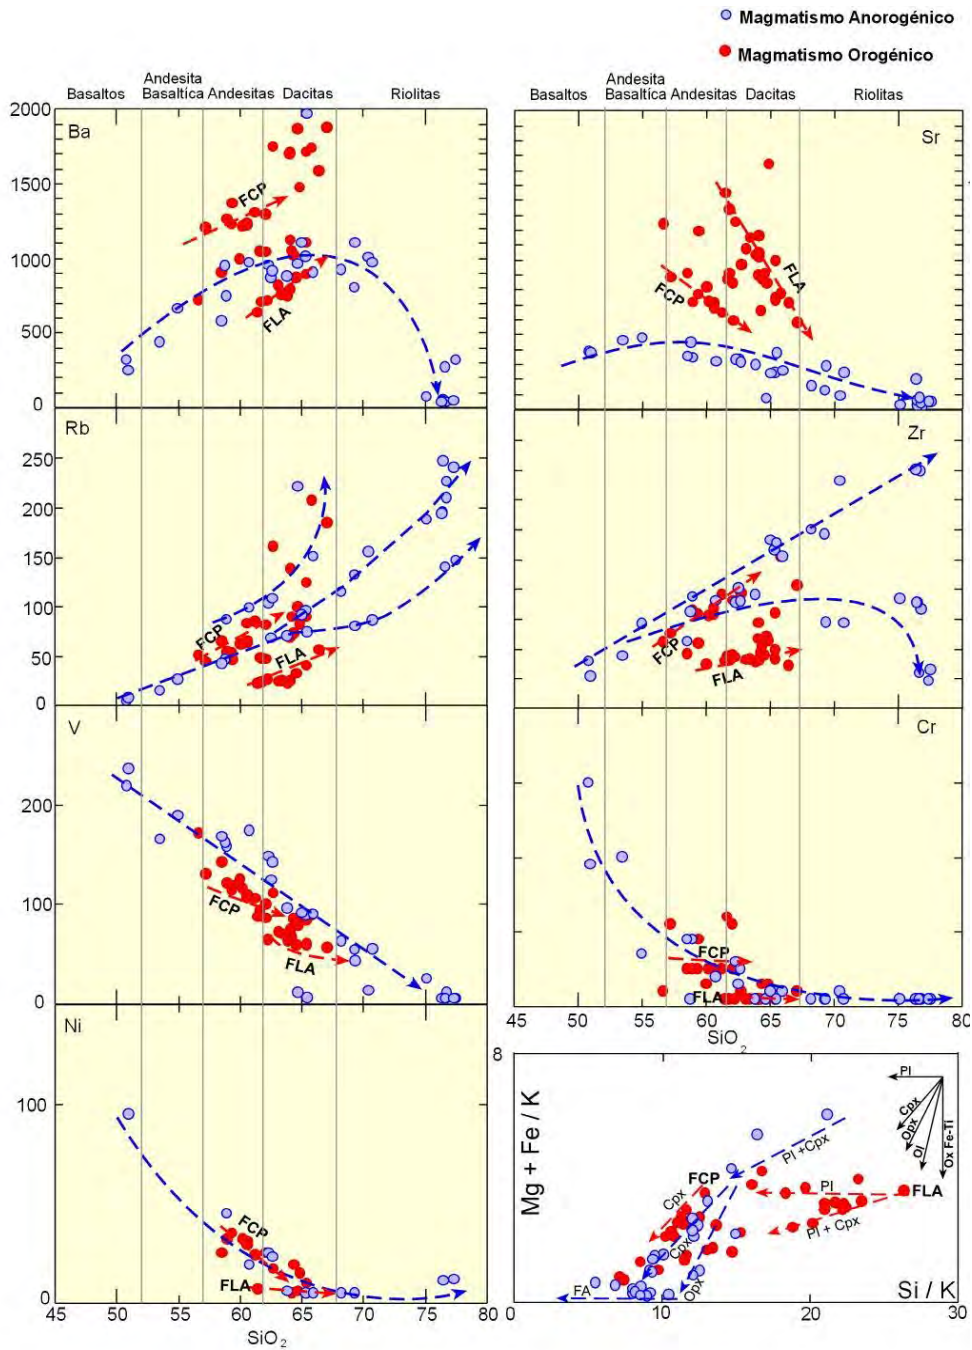 Magmatismo Anorogénico
Magmatismo Orogénico
Andesita
Basaltos Basaltíca Andesitas Dacitas Riolitas
Andesita
Basaltos Basaltíca Andesitas Dacitas Riolitas
2000
1500
1000
500
0
Ba
FCP
FLA
Sr
FCP
FLA
250
200
150
100
50
0
Rb
FCP
FLA
Zr
FCP
FLA
200
100
0
V
FCP
FLA
Cr
FCP
FLA
45 50 55 60 65 70 75 80
SiO2
100
0
Ni
FCP
FLA
45 50 55 60 65 70 75 80
SiO2
8
0
Mg + Fe / K
Pl
Cpx
Opx
Ol
Ox Fe-Ti
Pl +Cpx
FCP
Cpx
Pl
FLA
Pl + Cpx
Cpx
Opx
FA
10 20 30
Si / K